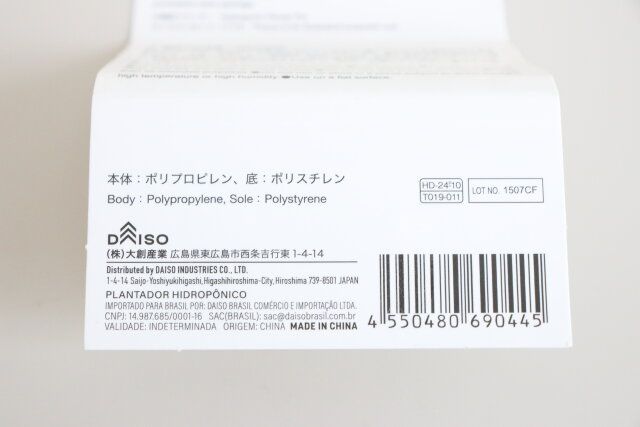 high temperature or high humidity ●Use on a flat surface
本体：ポリプロピレン、底：ポリスチレン
Body : Polypropylene, Sole : Polystyrene
HD-24
T019-011
LOT NO. 1507CF
DAISO
(株)大創産業 広島県東広島市西条吉行東 1-4-14
Distributed by DAISO INDUSTRIES CO., LTD.
1-4-14 Saijo-Yoshiyukihigashi, Higashihiroshima-City, Hiroshima 739-8501 JAPAN
PLANTADOR HIDROPÔNICO
IMPORTADO PARA BRASIL POR: DAISO BRASIL COMÉRCIO E IMPORTAÇÃO LTDA.
CNPJ: 14.987.685/0001-16 SAC(BRASIL): sac@daisobrasil.com.br
VALIDADE: INDETERMINADA ORIGEM: CHINA MADE IN CHINA
4 550480 690445